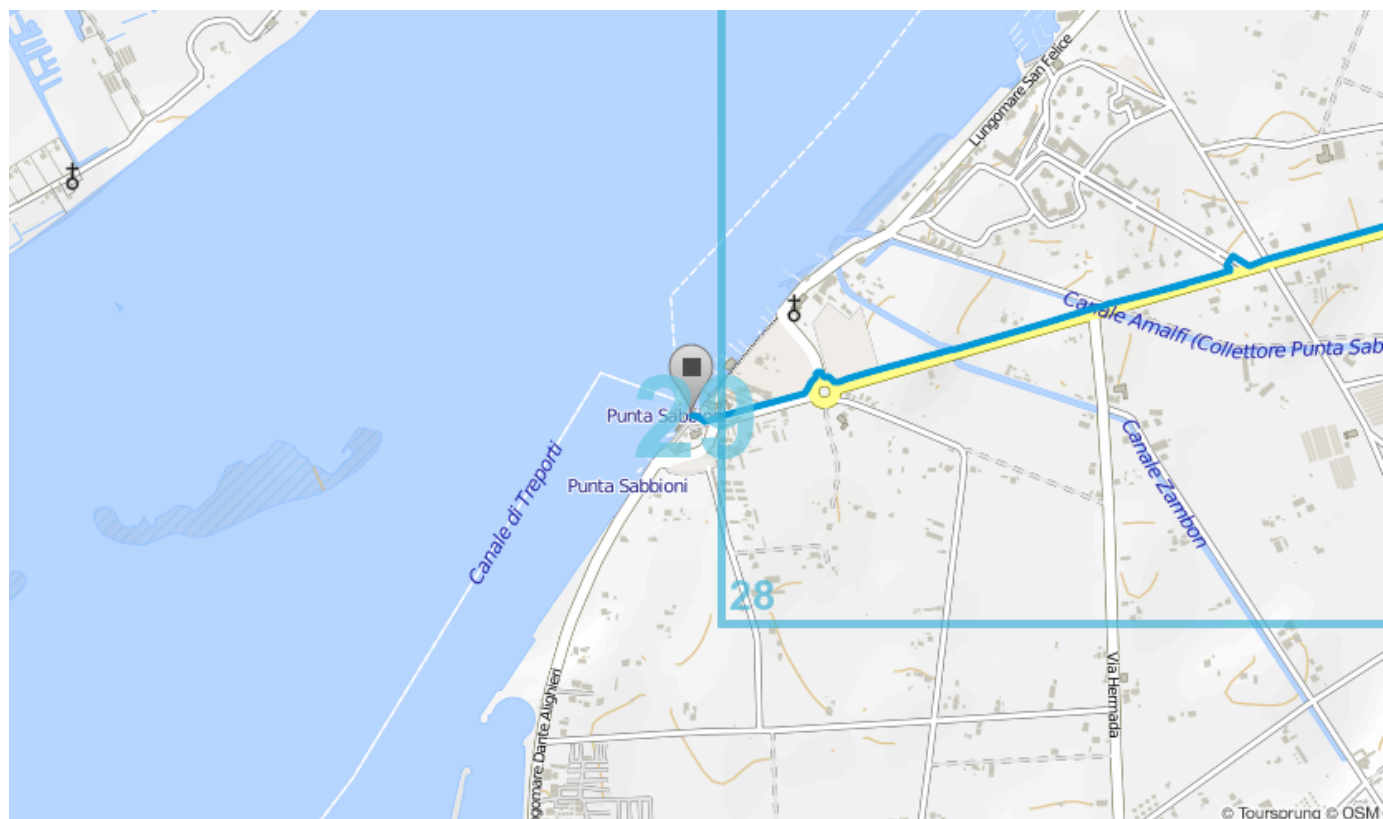 Lungomare San Felice
Canale Amalfi (Collettore Punta Sab
29
Punta Sabbioni
Punta Sabbioni
Canale di Treporti
Canale Zambon
28
Via Hermada
ngomare Dante Alighieri
© Toursprung © OSM